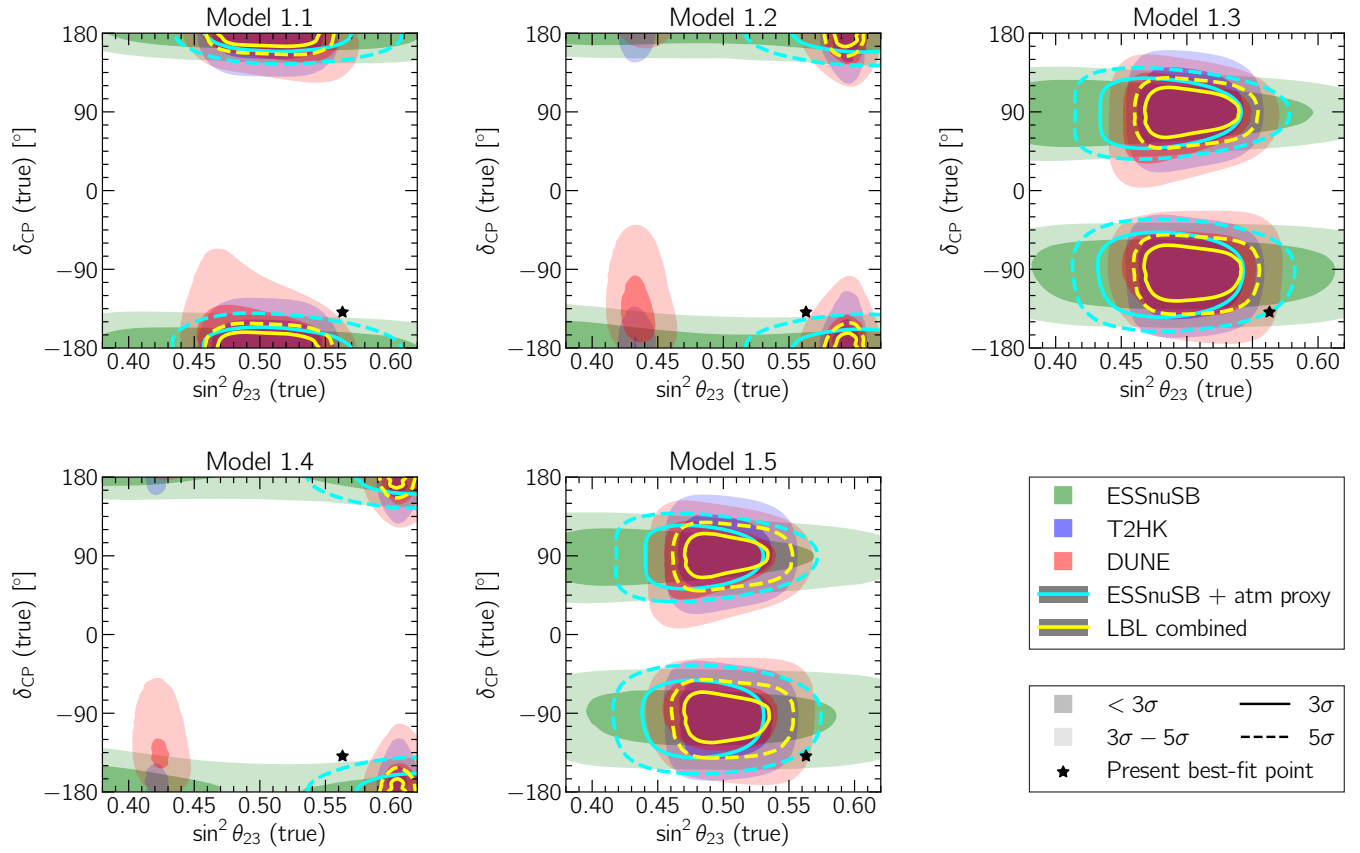 Model 1.1
Model 1.2
Model 1.3
180
90
0
−90
−180
δCP (true) [°]
0.40 0.45 0.50 0.55 0.60
sin² θ23 (true)
180
90
0
−90
−180
δCP (true) [°]
0.40 0.45 0.50 0.55 0.60
sin² θ23 (true)
180
90
0
−90
−180
δCP (true) [°]
0.40 0.45 0.50 0.55 0.60
sin² θ23 (true)
Model 1.4
Model 1.5
180
90
0
−90
−180
δCP (true) [°]
0.40 0.45 0.50 0.55 0.60
sin² θ23 (true)
180
90
0
−90
−180
δCP (true) [°]
0.40 0.45 0.50 0.55 0.60
sin² θ23 (true)
ESSnuSB
T2HK
DUNE
ESSnuSB + atm proxy
LBL combined
< 3σ 3σ
3σ − 5σ 5σ
Present best-fit point